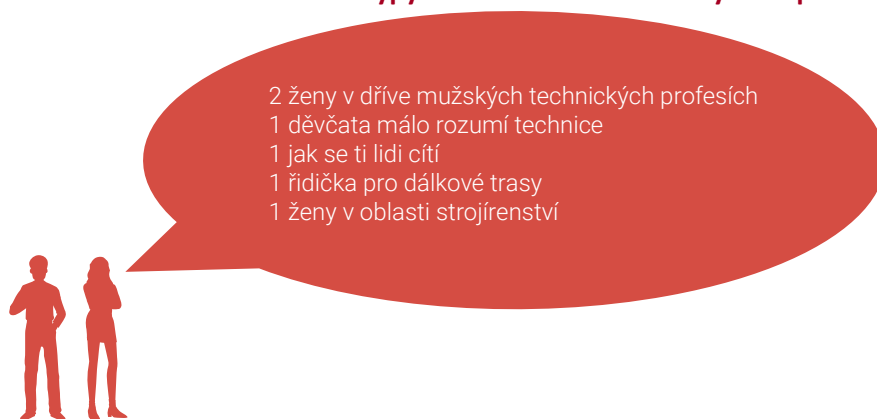 2 ženy v dříve mužských technických profesích
1 děvčata málo rozumí technice
1 jak se ti lidi cítí
1 řidička pro dálkové trasy
1 ženy v oblasti strojírenství